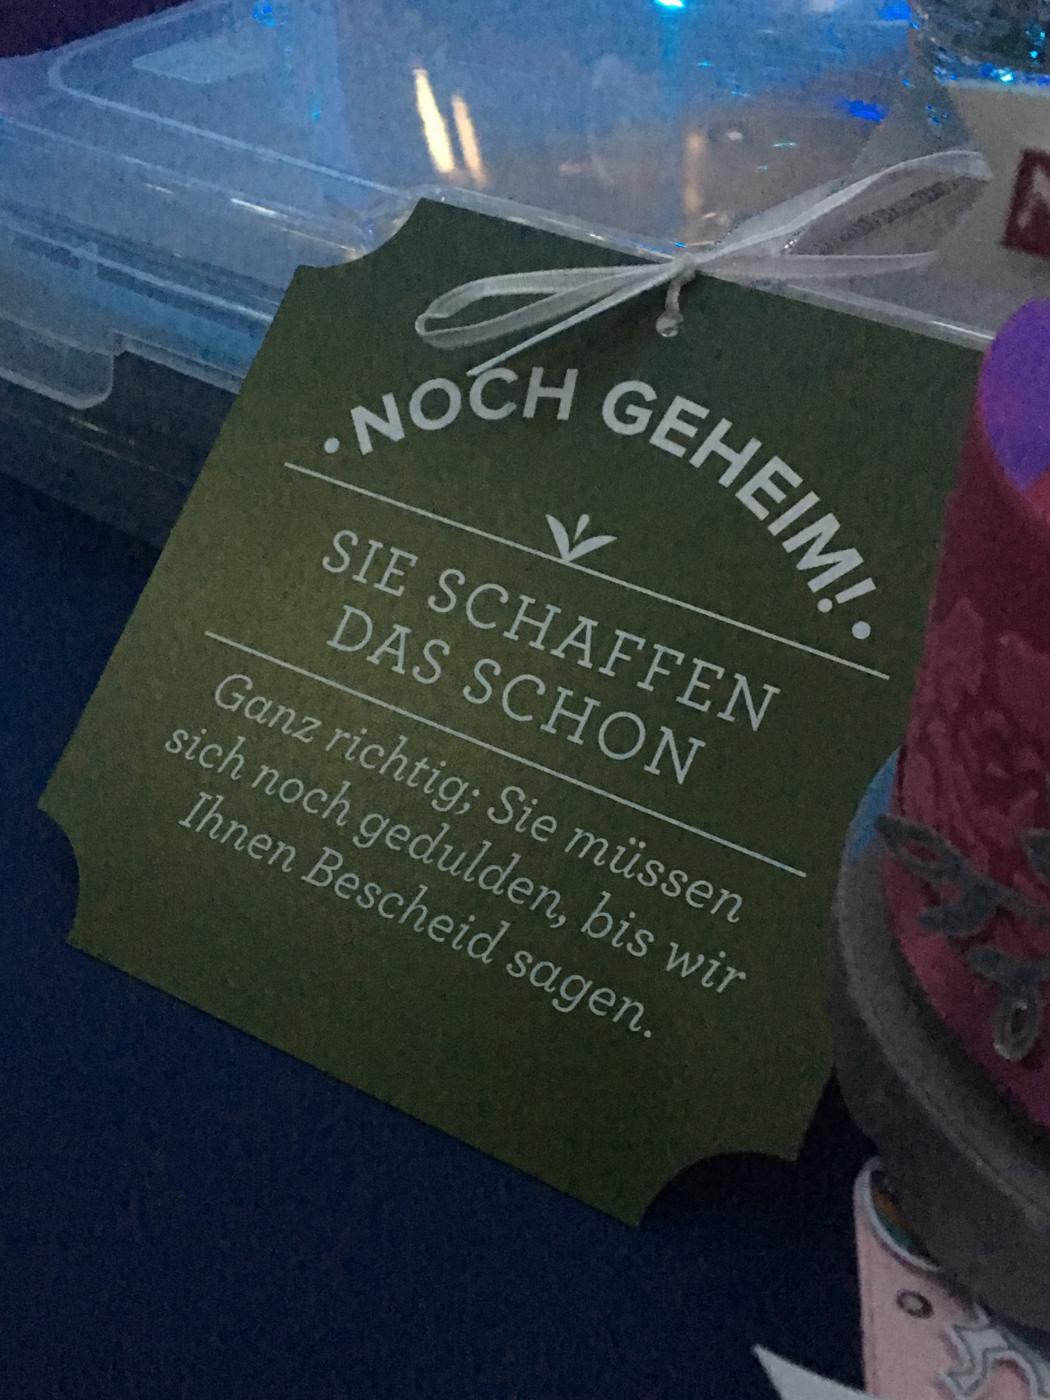 • NOCH GEHEIM! •
SIE SCHAFFEN
DAS SCHON
Ganz richtig; Sie müssen
sich noch gedulden, bis wir
Ihnen Bescheid sagen.